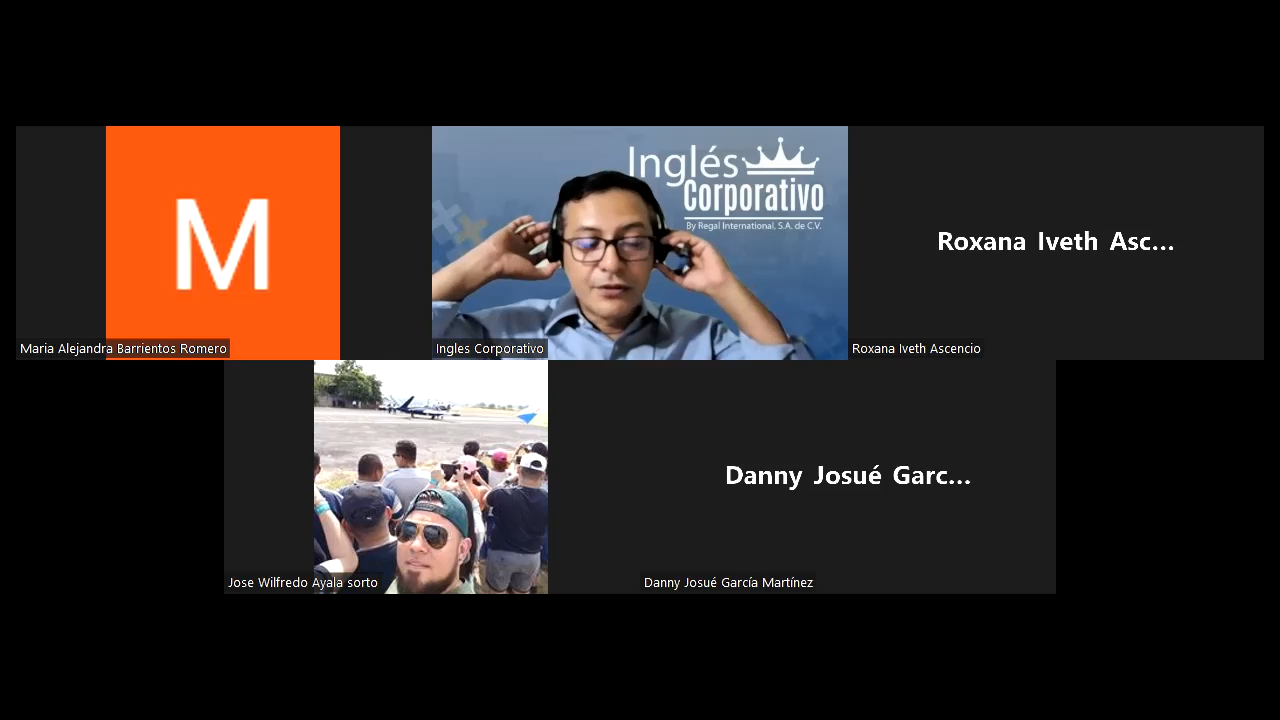 M
Maria Alejandra Barrientos Romero
Inglés
Corporativo
By Regal International, S.A. de C.V.
Ingles Corporativo
Roxana Iveth Asc...
Roxana Iveth Ascencio
Jose Wilfredo Ayala sorto
Danny Josué Garc...
Danny Josué García Martínez